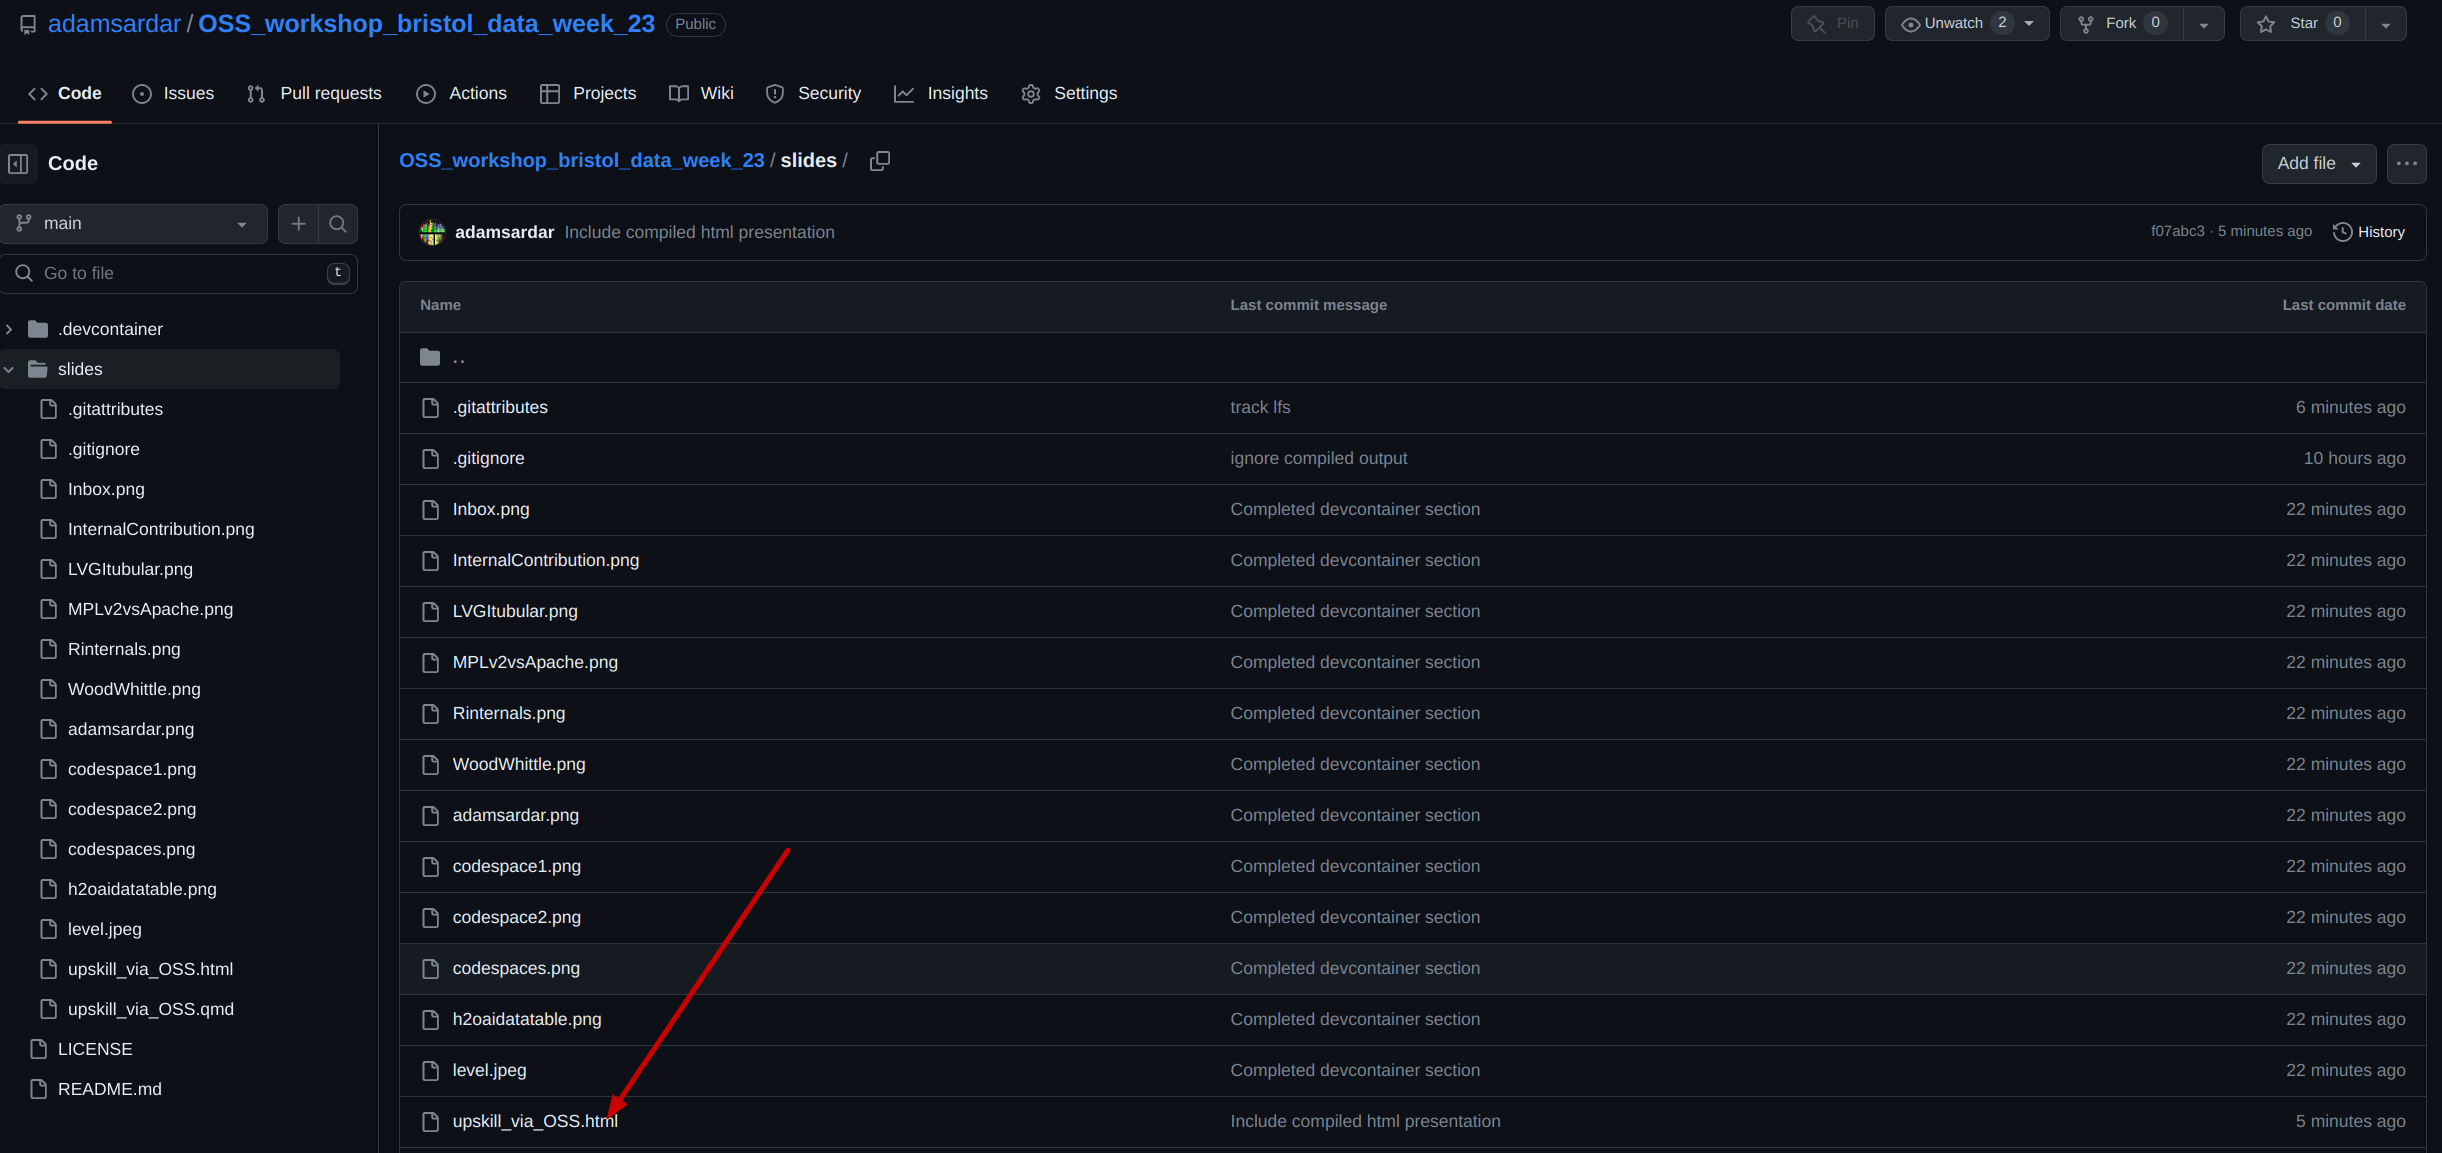 adamsardar / OSS_workshop_bristol_data_week_23 Public
Pin Unwatch 2 Fork 0 Star 0
Code Issues Pull requests Actions Projects Wiki Security Insights Settings
Code
main
Go to file t
.devcontainer
slides
.gitattributes
.gitignore
Inbox.png
InternalContribution.png
LVGItubular.png
MPLv2vsApache.png
Rinternals.png
WoodWhittle.png
adamsardar.png
codespace1.png
codespace2.png
codespaces.png
h2oaidatatable.png
level.jpeg
upskill_via_OSS.html
upskill_via_OSS.qmd
LICENSE
README.md
OSS_workshop_bristol_data_week_23 / slides /
Add file
adamsardar Include compiled html presentation f07abc3 · 5 minutes ago History
Name Last commit message Last commit date
..
.gitattributes track lfs 6 minutes ago
.gitignore ignore compiled output 10 hours ago
Inbox.png Completed devcontainer section 22 minutes ago
InternalContribution.png Completed devcontainer section 22 minutes ago
LVGItubular.png Completed devcontainer section 22 minutes ago
MPLv2vsApache.png Completed devcontainer section 22 minutes ago
Rinternals.png Completed devcontainer section 22 minutes ago
WoodWhittle.png Completed devcontainer section 22 minutes ago
adamsardar.png Completed devcontainer section 22 minutes ago
codespace1.png Completed devcontainer section 22 minutes ago
codespace2.png Completed devcontainer section 22 minutes ago
codespaces.png Completed devcontainer section 22 minutes ago
h2oaidatatable.png Completed devcontainer section 22 minutes ago
level.jpeg Completed devcontainer section 22 minutes ago
upskill_via_OSS.html Include compiled html presentation 5 minutes ago